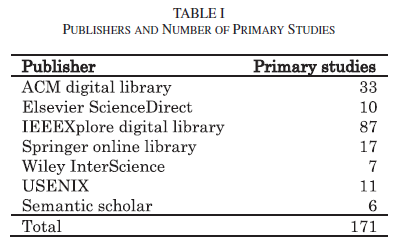 TABLE I
PUBLISHERS AND NUMBER OF PRIMARY STUDIES
Publisher Primary studies
ACM digital library 33
Elsevier ScienceDirect 10
IEEEXplore digital library 87
Springer online library 17
Wiley InterScience 7
USENIX 11
Semantic scholar 6
Total 171